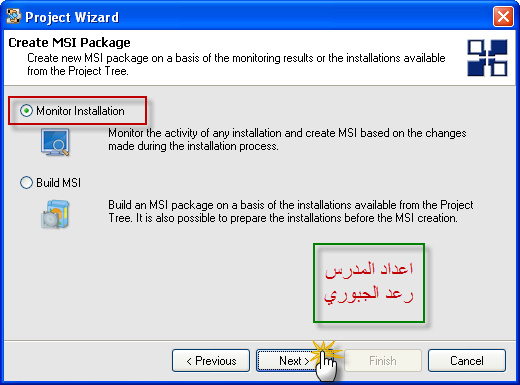 Project Wizard
Create MSI Package
Create new MSI package on a basis of the monitoring results or the installations available
from the Project Tree.
Monitor Installation
Monitor the activity of any installation and create MSI based on the changes
made during the installation process.
Build MSI
Build an MSI package on a basis of the installations available from the Project
Tree. It is also possible to prepare the installations before the MSI creation.
اعداد المدرس
رعد الجبوري
< Previous
Next >
Finish
Cancel